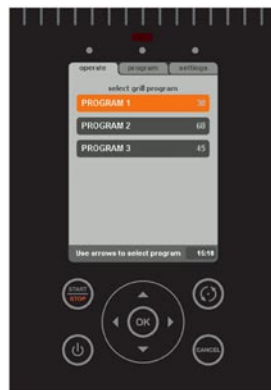 operate program settings
select grill program
PROGRAM 1 30
PROGRAM 2 60
PROGRAM 3 45
Use arrows to select program 15:10
START
STOP
OK
CANCEL